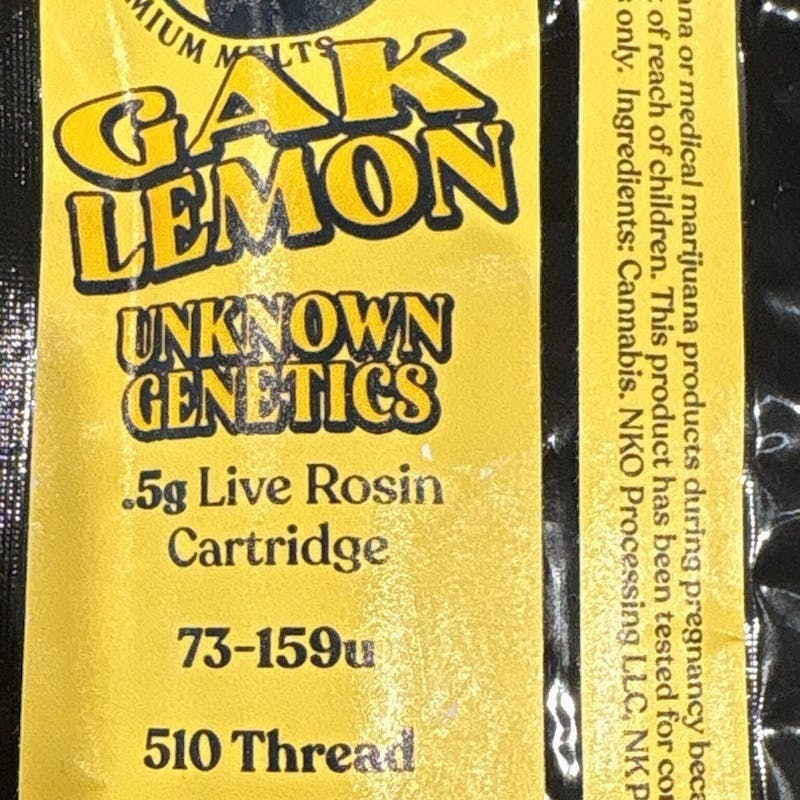 MIUM MELTS
GAK
LEMON
UNKNOWN
GENETICS
.5g Live Rosin
Cartridge
73-159u
510 Thread
or medical marijuana products during pregnancy
of reach of children. This product has been tested for
only. Ingredients: Cannabis. NKO Processing LLC, NK